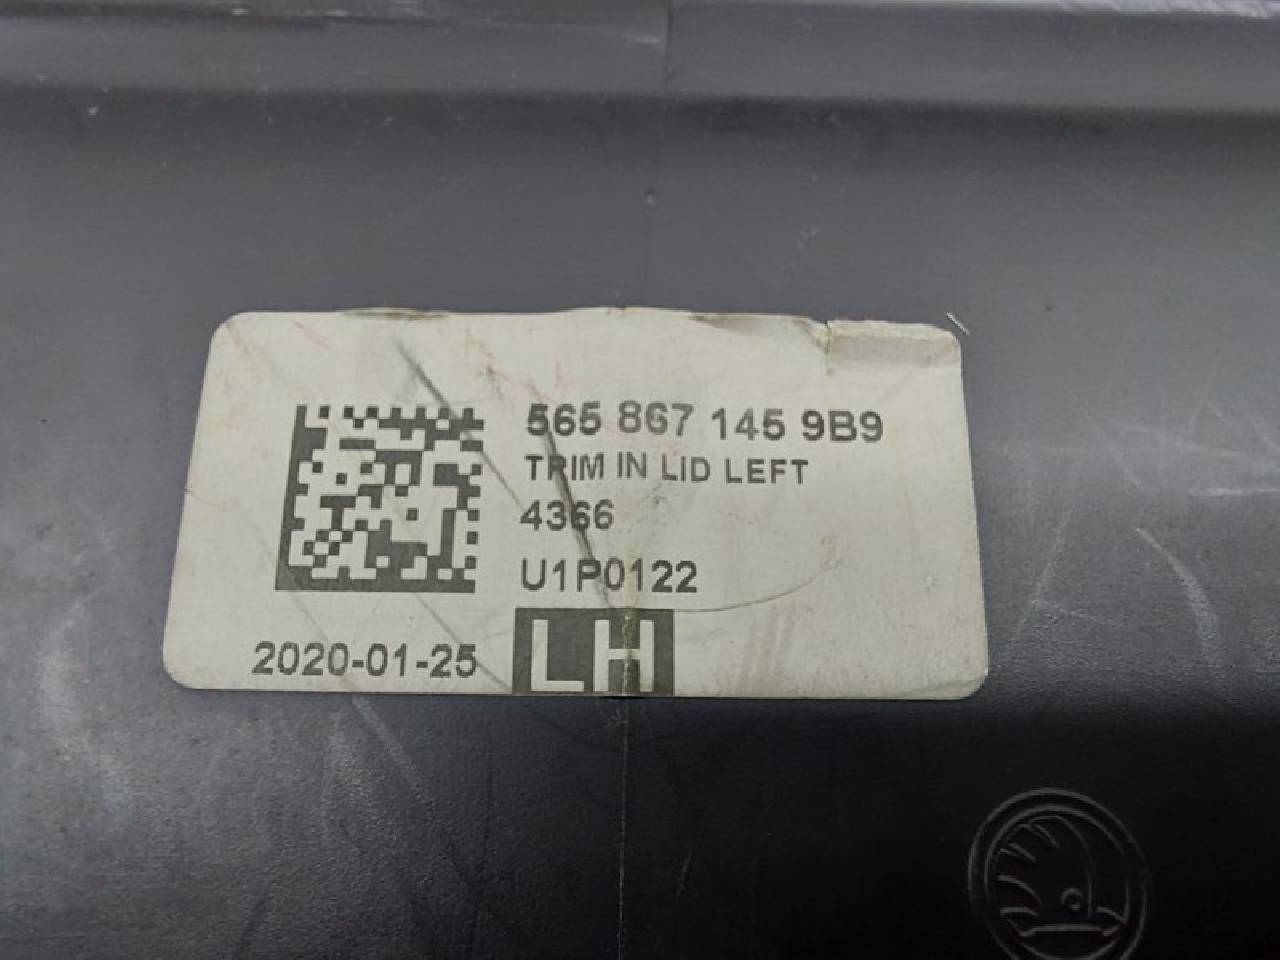 565 867 145 9B9
TRIM IN LID LEFT
4366
U1P0122
2020-01-25 LH